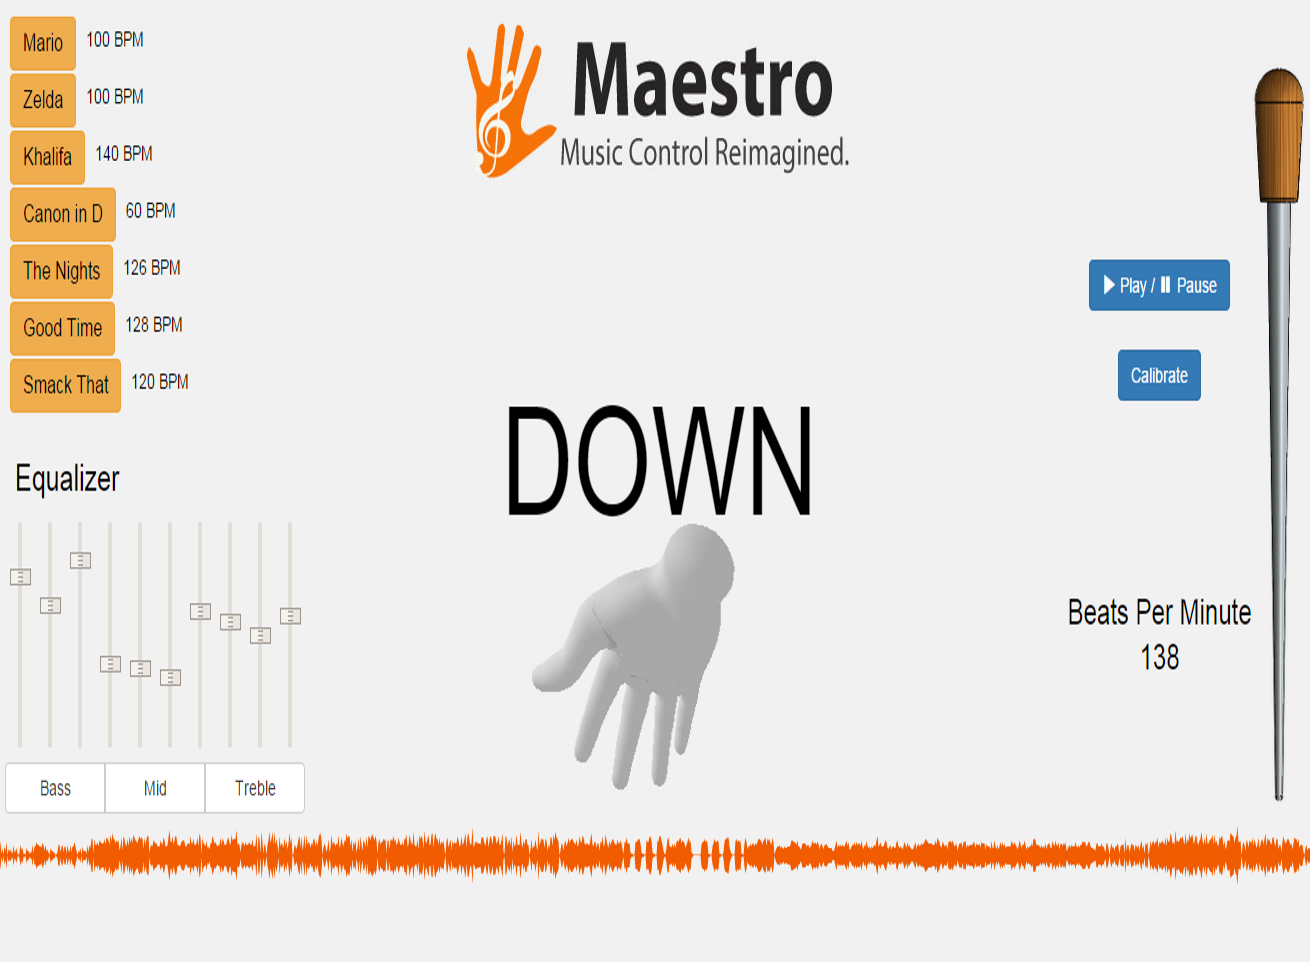 Mario 100 BPM
Zelda 100 BPM
Khalifa 140 BPM
Canon in D 60 BPM
The Nights 126 BPM
Good Time 128 BPM
Smack That 120 BPM
Equalizer
Bass Mid Treble
Maestro
Music Control Reimagined.
DOWN
Play / Pause
Calibrate
Beats Per Minute
138